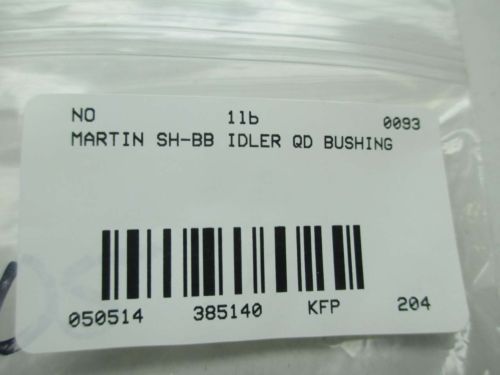 NO 1lb 0093
MARTIN SH-BB IDLER QD BUSHING
050514 385140 KFP 204